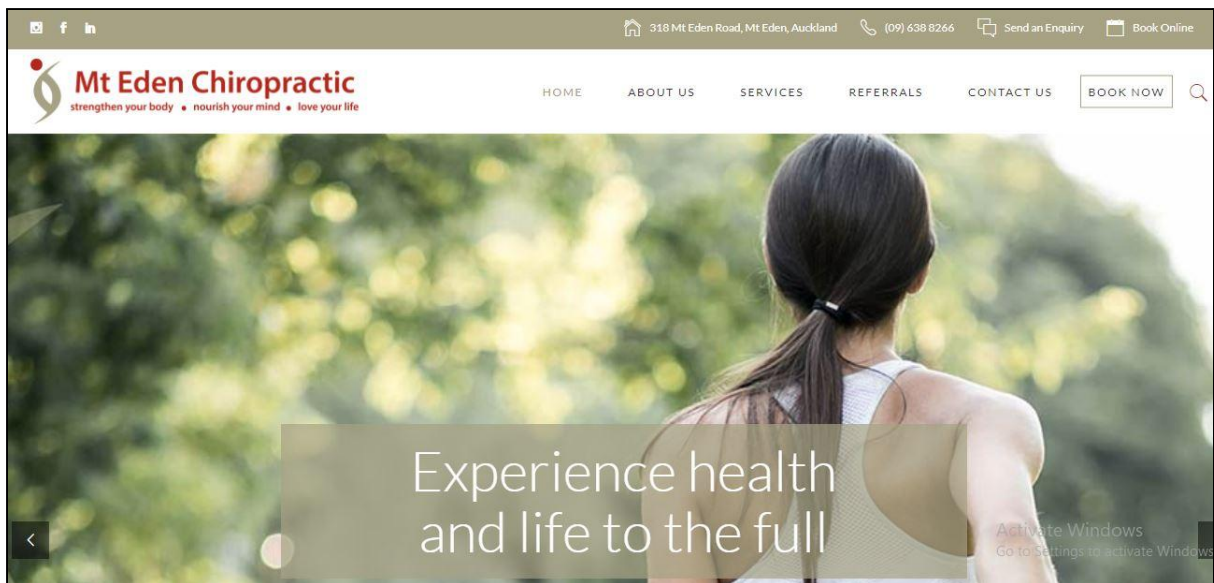 318 Mt Eden Road, Mt Eden, Auckland
(09) 638 8266
Send an Enquiry
Book Online
Mt Eden Chiropractic
strengthen your body • nourish your mind • love your life
HOME
ABOUT US
SERVICES
REFERRALS
CONTACT US
BOOK NOW
Experience health
and life to the full
Activate Windows
Go to Settings to activate Windows